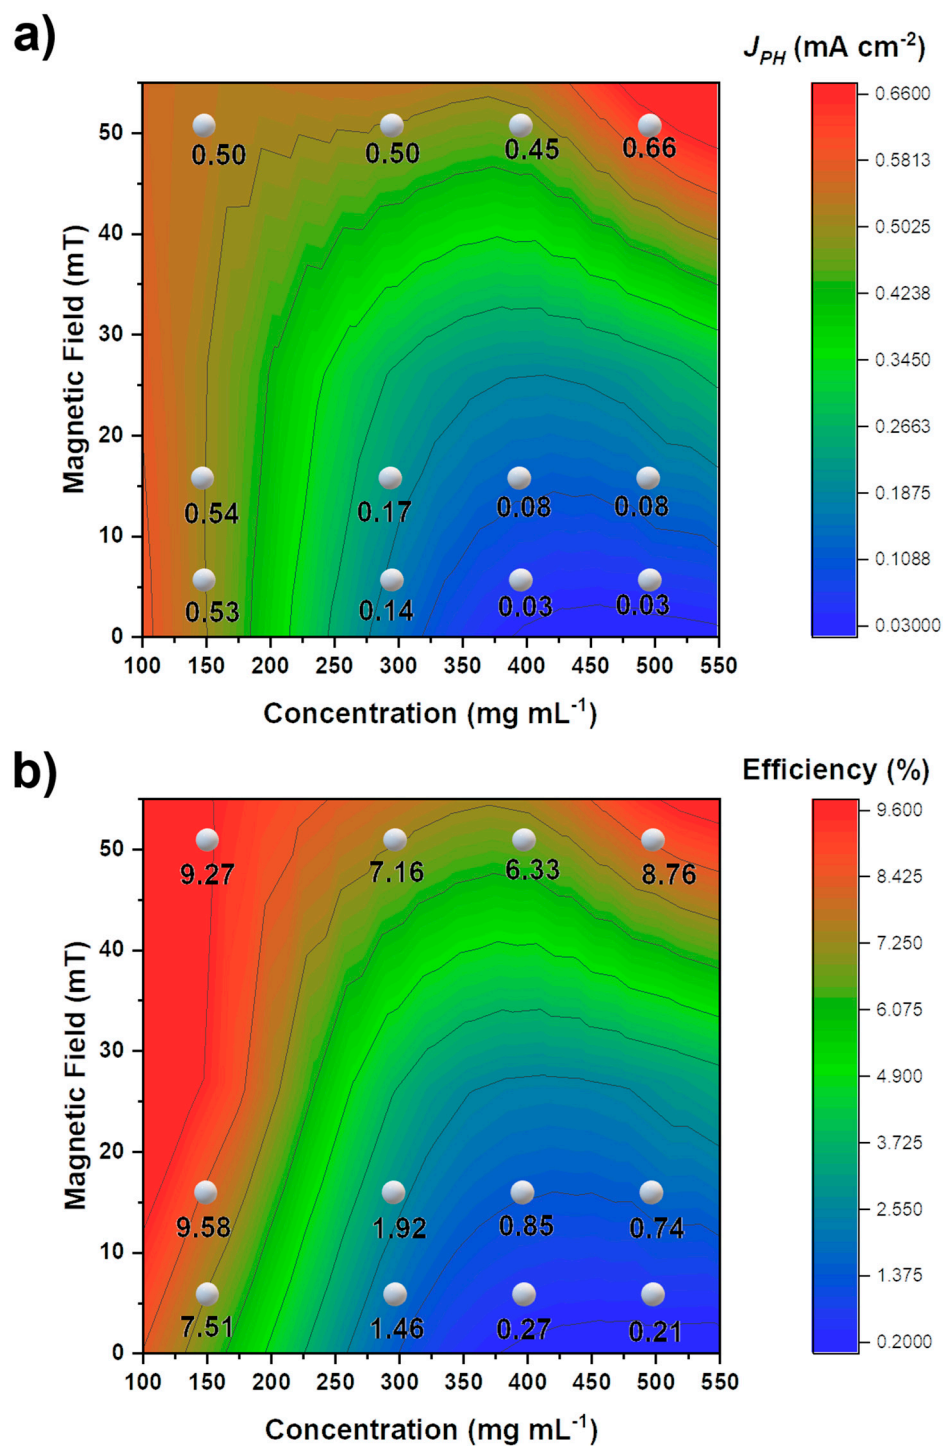 a)
J_PH (mA cm⁻²)
0.6600
0.5813
0.5025
0.4238
0.3450
0.2663
0.1875
0.1088
0.03000
Magnetic Field (mT)
50
40
30
20
10
0
0.50 0.50 0.45 0.66
0.54 0.17 0.08 0.08
0.53 0.14 0.03 0.03
100 150 200 250 300 350 400 450 500 550
Concentration (mg mL⁻¹)
b)
Efficiency (%)
9.600
8.425
7.250
6.075
4.900
3.725
2.550
1.375
0.2000
Magnetic Field (mT)
50
40
30
20
10
0
9.27 7.16 6.33 8.76
9.58 1.92 0.85 0.74
7.51 1.46 0.27 0.21
100 150 200 250 300 350 400 450 500 550
Concentration (mg mL⁻¹)